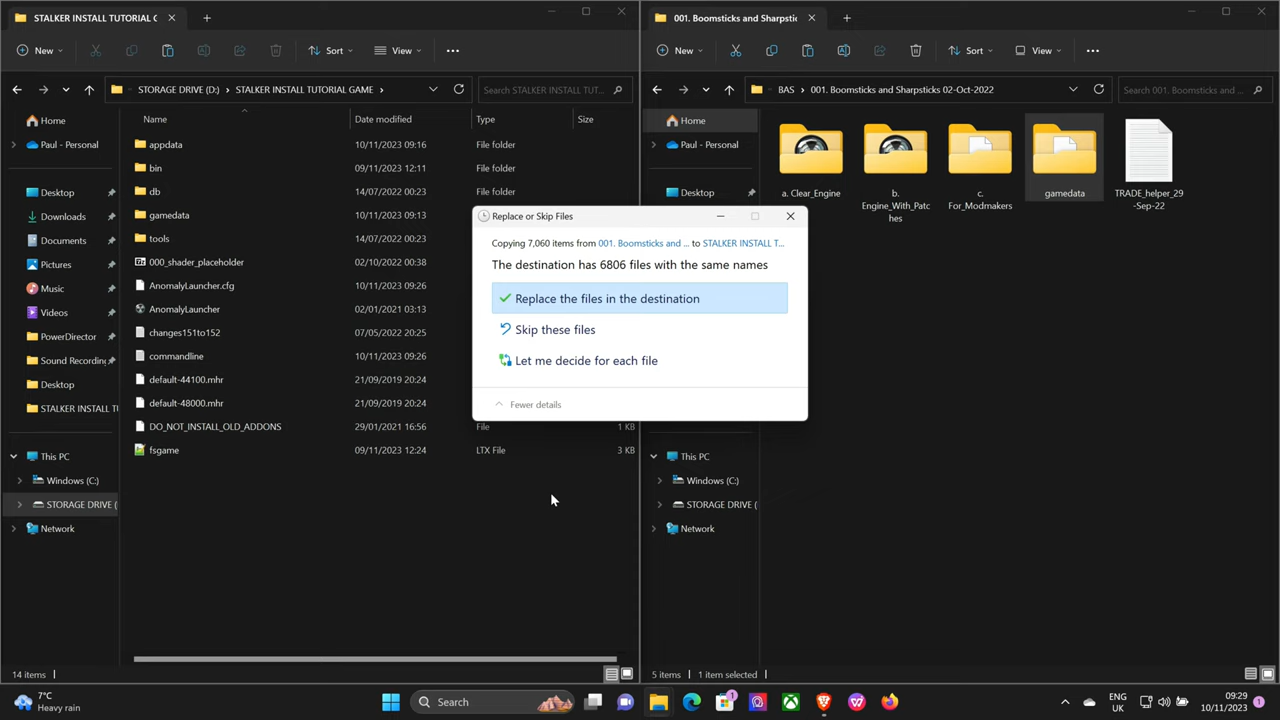 STALKER INSTALL TUTORIAL G
New
Sort
View
STORAGE DRIVE (D:) > STALKER INSTALL TUTORIAL GAME >
Search STALKER INSTALL TUT...
Home
Paul - Personal
Desktop
Downloads
Documents
Pictures
Music
Videos
PowerDirector
Sound Recording
Desktop
STALKER INSTALL TU
This PC
Windows (C:)
STORAGE DRIVE (
Network
Name Date modified Type Size
appdata 10/11/2023 09:16 File folder
bin 09/11/2023 12:11 File folder
db 14/07/2022 00:23 File folder
gamedata 10/11/2023 09:13
tools 14/07/2022 00:23
000_shader_placeholder 02/10/2022 00:38
AnomalyLauncher.cfg 10/11/2023 09:26
AnomalyLauncher 02/01/2021 03:13
changes151to152 07/05/2022 20:25
commandline 10/11/2023 09:26
default-44100.mhr 21/09/2019 20:24
default-48000.mhr 21/09/2019 20:24
DO_NOT_INSTALL_OLD_ADDONS 29/01/2021 16:56 File 1 KB
fsgame 09/11/2023 12:24 LTX File 3 KB
14 items
Replace or Skip Files
Copying 7,060 items from 001. Boomsticks and ... to STALKER INSTALL T...
The destination has 6806 files with the same names
Replace the files in the destination
Skip these files
Let me decide for each file
Fewer details
001. Boomsticks and Sharpstic
New
Sort
View
BAS > 001. Boomsticks and Sharpsticks 02-Oct-2022
Search 001. Boomsticks and ...
Home
Paul - Personal
Desktop
This PC
Windows (C:)
STORAGE DRIVE (
Network
a. Clear_Engine
b.
Engine_With_Patc
hes
c.
For_Modmakers
gamedata
TRADE_helper_29
-Sep-22
5 items 1 item selected
7°C
Heavy rain
Search
1
ENG
UK
09:29
10/11/2023
1